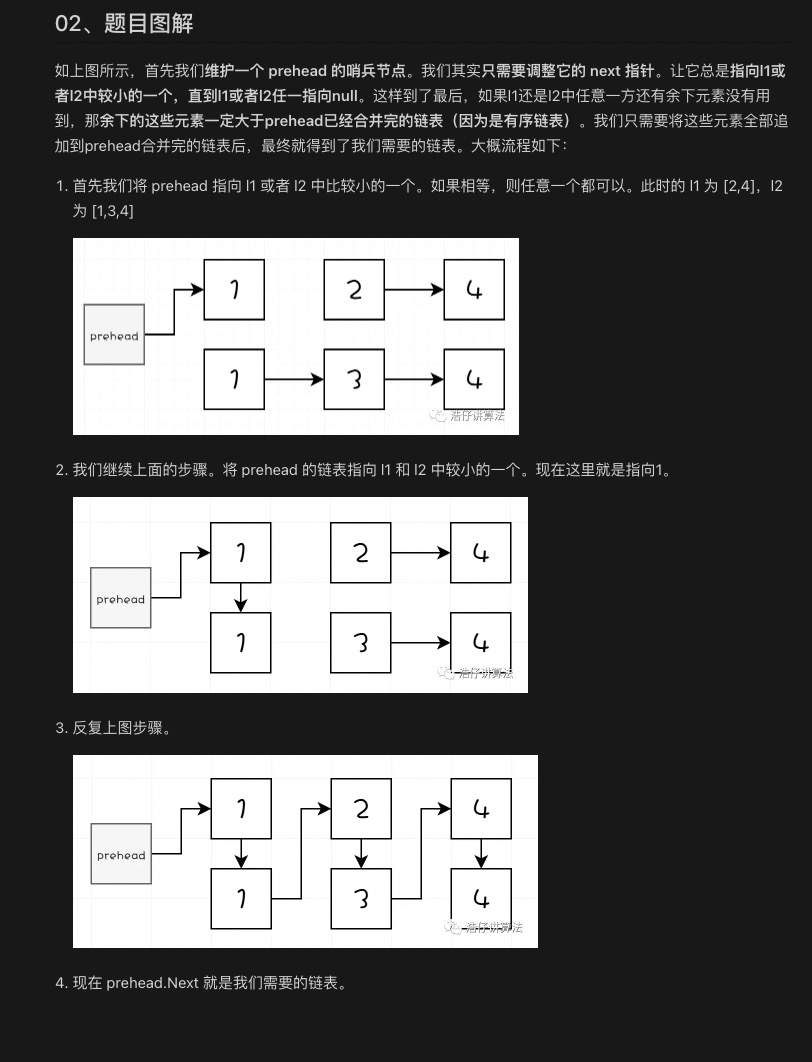 02、题目图解
如上图所示，首先我们维护一个 prehead 的哨兵节点。我们其实只需要调整它的 next 指针。让它总是指向l1或
者l2中较小的一个，直到l1或者l2任一指向null。这样到了最后，如果l1还是l2中任意一方还有余下元素没有用
到，那余下的这些元素一定大于prehead已经合并完的链表（因为是有序链表）。我们只需要将这些元素全部追
加到prehead合并完的链表后，最终就得到了我们需要的链表。大概流程如下：
1. 首先我们将 prehead 指向 l1 或者 l2 中比较小的一个。如果相等，则任意一个都可以。此时的 l1 为 [2,4]，l2
为 [1,3,4]
1 2 4
prehead
1 3 4
浩仔讲算法
2. 我们继续上面的步骤。将 prehead 的链表指向 l1 和 l2 中较小的一个。现在这里就是指向1。
1 2 4
prehead
1 3 4
浩仔讲算法
3. 反复上图步骤。
1 2 4
prehead
1 3 4
浩仔讲算法
4. 现在 prehead.Next 就是我们需要的链表。